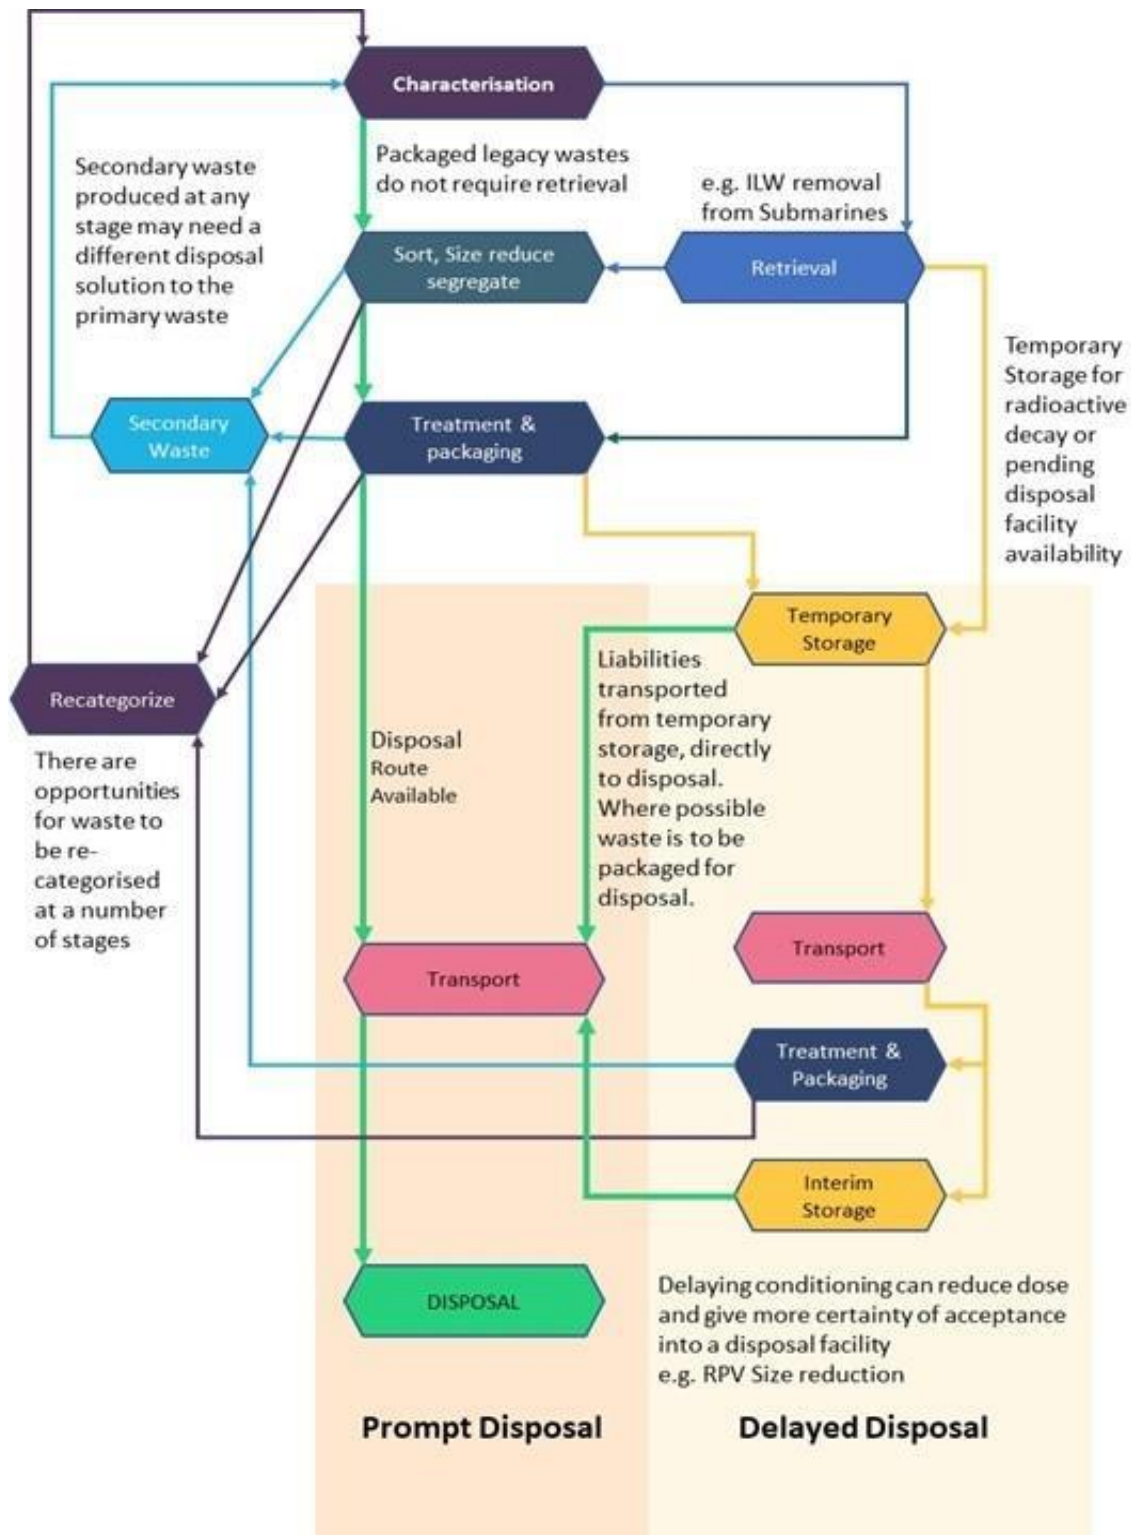 Characterisation
Packaged legacy wastes
do not require retrieval
Secondary waste
produced at any
stage may need a
different disposal
solution to the
primary waste
e.g. ILW removal
from Submarines
Sort, Size reduce
segregate
Retrieval
Temporary
Storage for
radioactive
decay or
pending
disposal
facility
availability
Secondary
Waste
Treatment &
packaging
Temporary
Storage
Liabilities
transported
from temporary
storage, directly
to disposal.
Where possible
waste is to be
packaged for
disposal.
Recategorize
There are
opportunities
for waste to
be re-
categorised
at a number
of stages
Disposal
Route
Available
Transport
Transport
Treatment &
Packaging
Interim
Storage
DISPOSAL
Delaying conditioning can reduce dose
and give more certainty of acceptance
into a disposal facility
e.g. RPV Size reduction
Prompt Disposal
Delayed Disposal